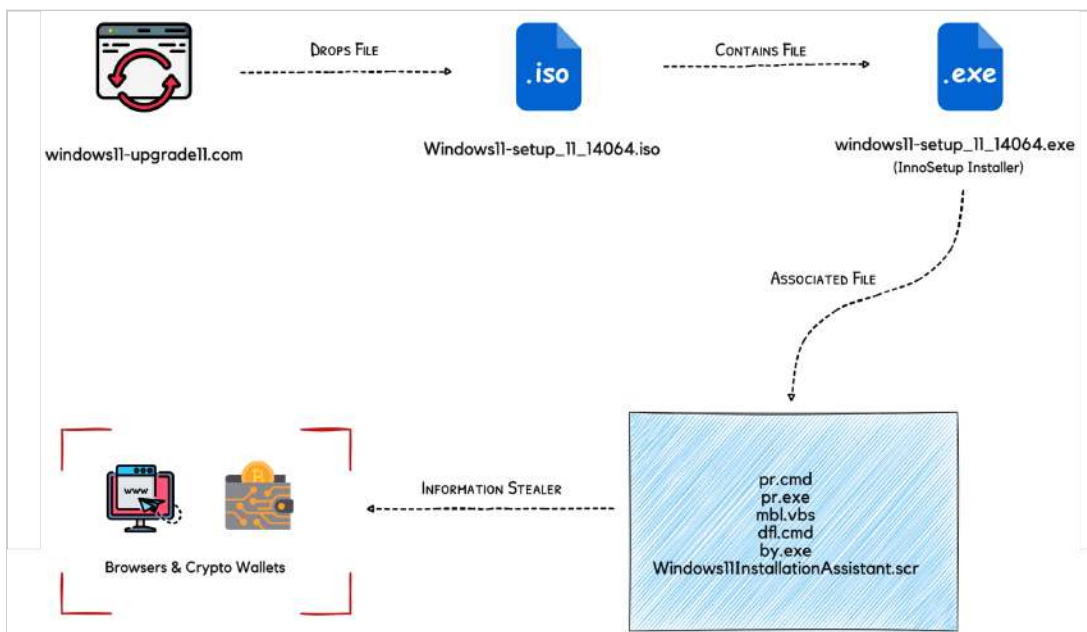 DROPS FILE
CONTAINS FILE
.iso
.exe
www
windows11-upgrade11.com
Windows11-setup_11_14064.iso
windows11-setup_11_14064.exe
(InnoSetup Installer)
ASSOCIATED FILE
pr.cmd
pr.exe
mbl.vbs
dfl.cmd
by.exe
Windows11InstallationAssistant.scr
INFORMATION STEALER
Browsers & Crypto Wallets